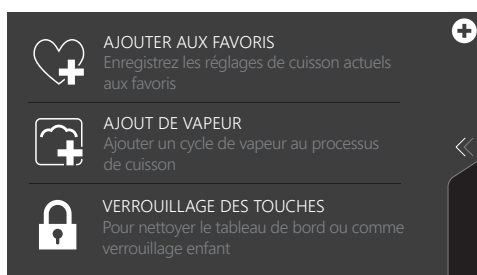 AJOUTER AUX FAVORIS
Enregistrez les réglages de cuisson actuels
aux favoris
AJOUT DE VAPEUR
Ajouter un cycle de vapeur au processus
de cuisson
VERROUILLAGE DES TOUCHES
Pour nettoyer le tableau de bord ou comme
verrouillage enfant